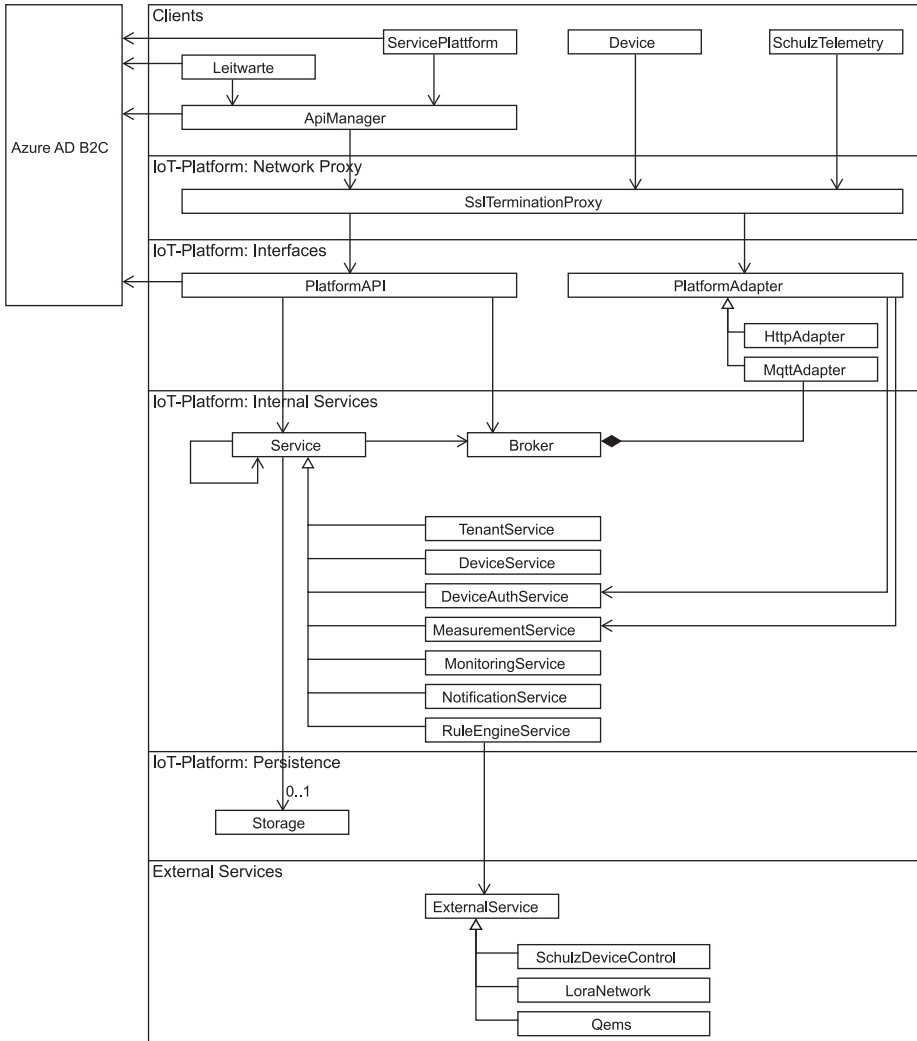 Clients
ServicePlattform
Device
SchulzTelemetry
Leitwarte
ApiManager
Azure AD B2C
IoT-Platform: Network Proxy
SslTerminationProxy
IoT-Platform: Interfaces
PlatformAPI
PlatformAdapter
HttpAdapter
MqttAdapter
IoT-Platform: Internal Services
Service
Broker
TenantService
DeviceService
DeviceAuthService
MeasurementService
MonitoringService
NotificationService
RuleEngineService
IoT-Platform: Persistence
0..1
Storage
External Services
ExternalService
SchulzDeviceControl
LoraNetwork
Qems